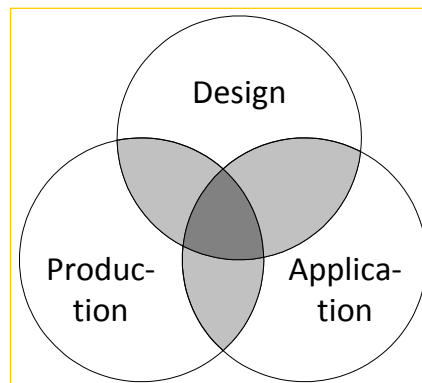 Design
Produc-
tion
Applica-
tion